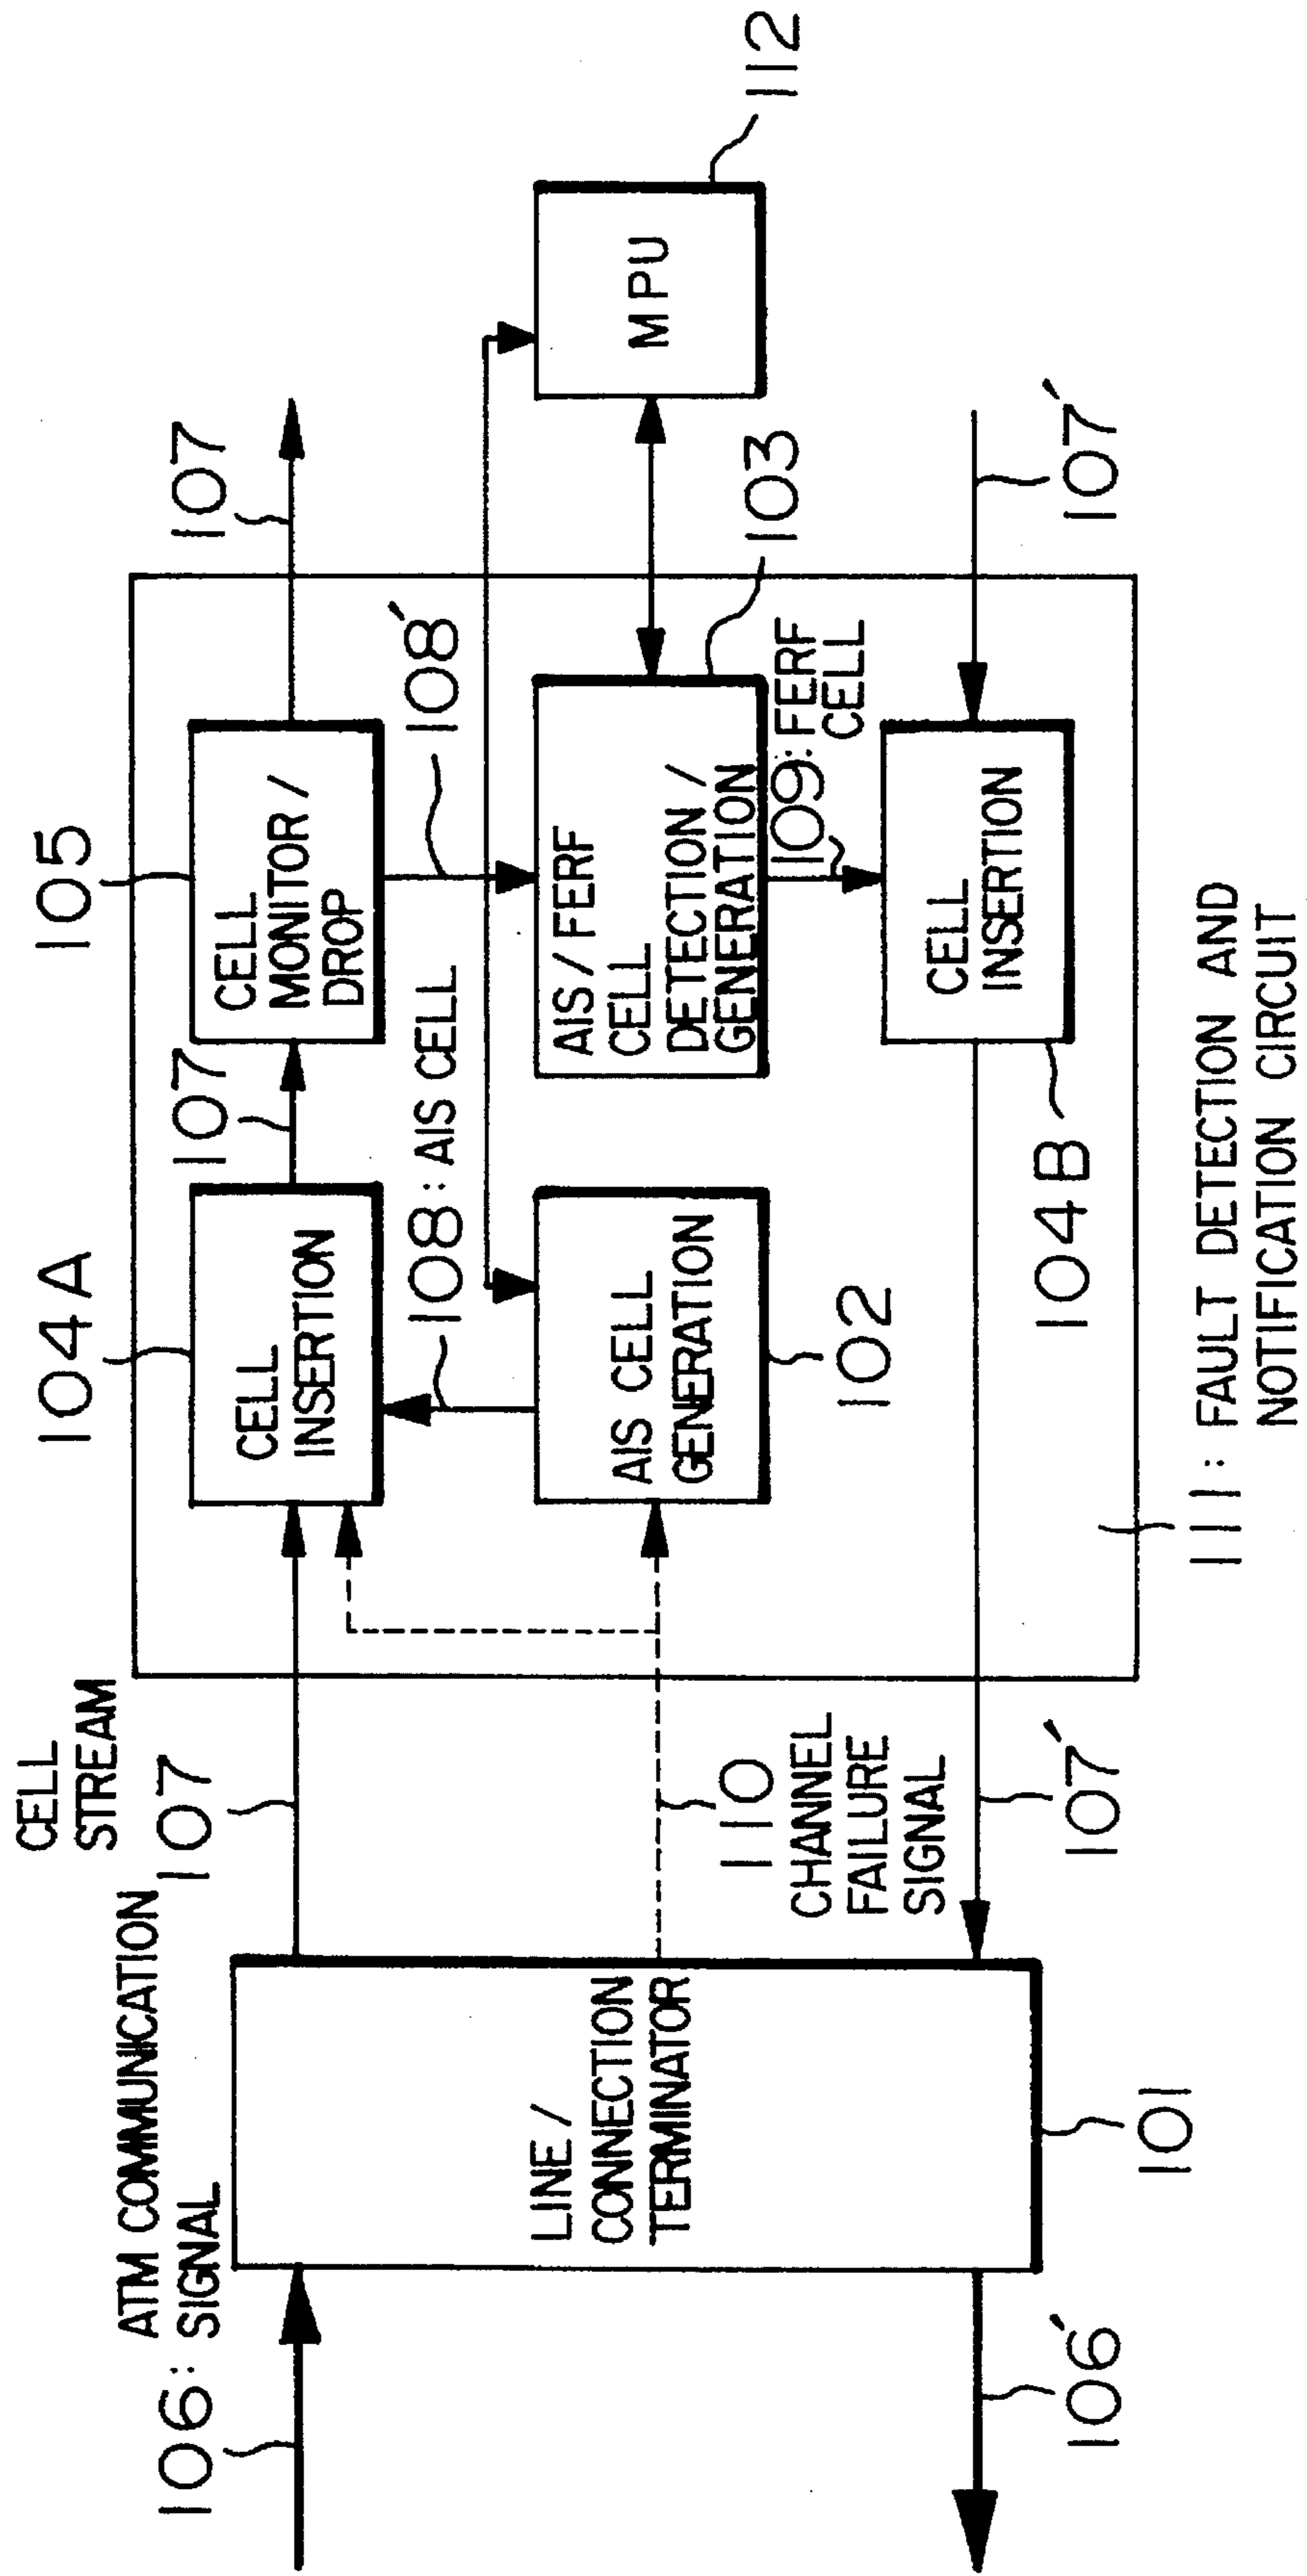 106: ATM COMMUNICATION
SIGNAL
CELL
STREAM
107
104A
105
107
107
CELL
INSERTION
CELL
MONITOR /
DROP
108: AIS CELL
108'
LINE /
CONNECTION
TERMINATOR
AIS CELL
GENERATION
AIS / FERF
CELL
DETECTION /
GENERATION
MPU
110
CHANNEL
FAILURE
SIGNAL
102
103
112
109: FERF
CELL
CELL
INSERTION
106'
101
107'
104B
107'
111: FAULT DETECTION AND
NOTIFICATION CIRCUIT